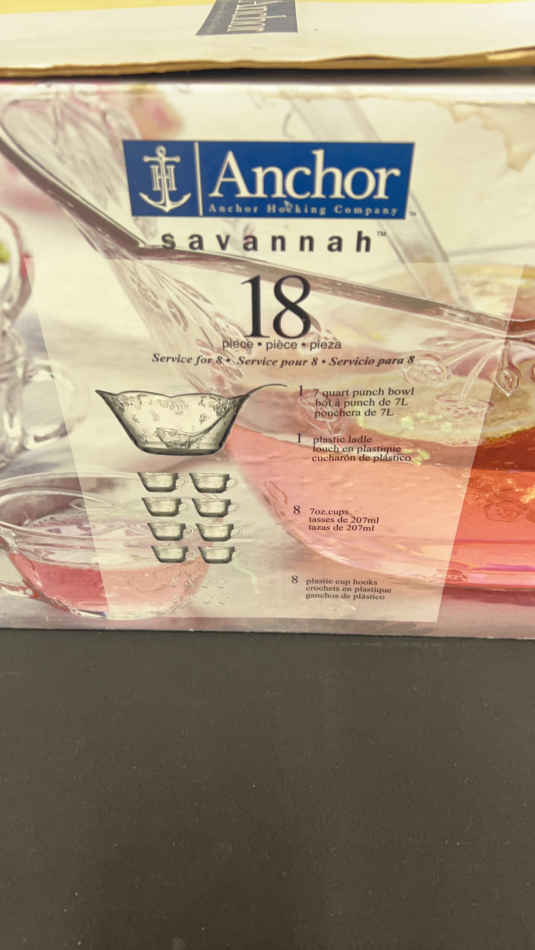 Anchor
Anchor Hocking Company
savannah™
18
piece • pièce • pieza
Service for 8 • Service pour 8 • Servicio para 8
1 7 quart punch bowl
bol à punch de 7L
ponchera de 7L
1 plastic ladle
louch en plastique
cucharón de plástico
8 7oz.cups
tasses de 207ml
tazas de 207ml
8 plastic cup hooks
crochets en plastique
ganchos de plástico